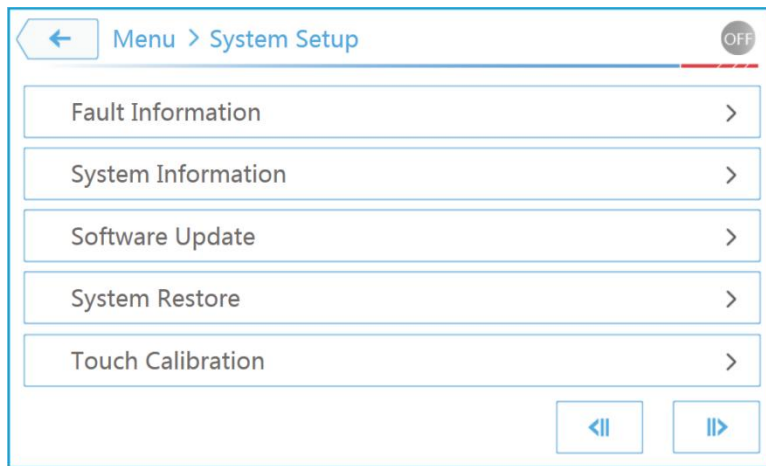 Menu > System Setup OFF
Fault Information
System Information
Software Update
System Restore
Touch Calibration